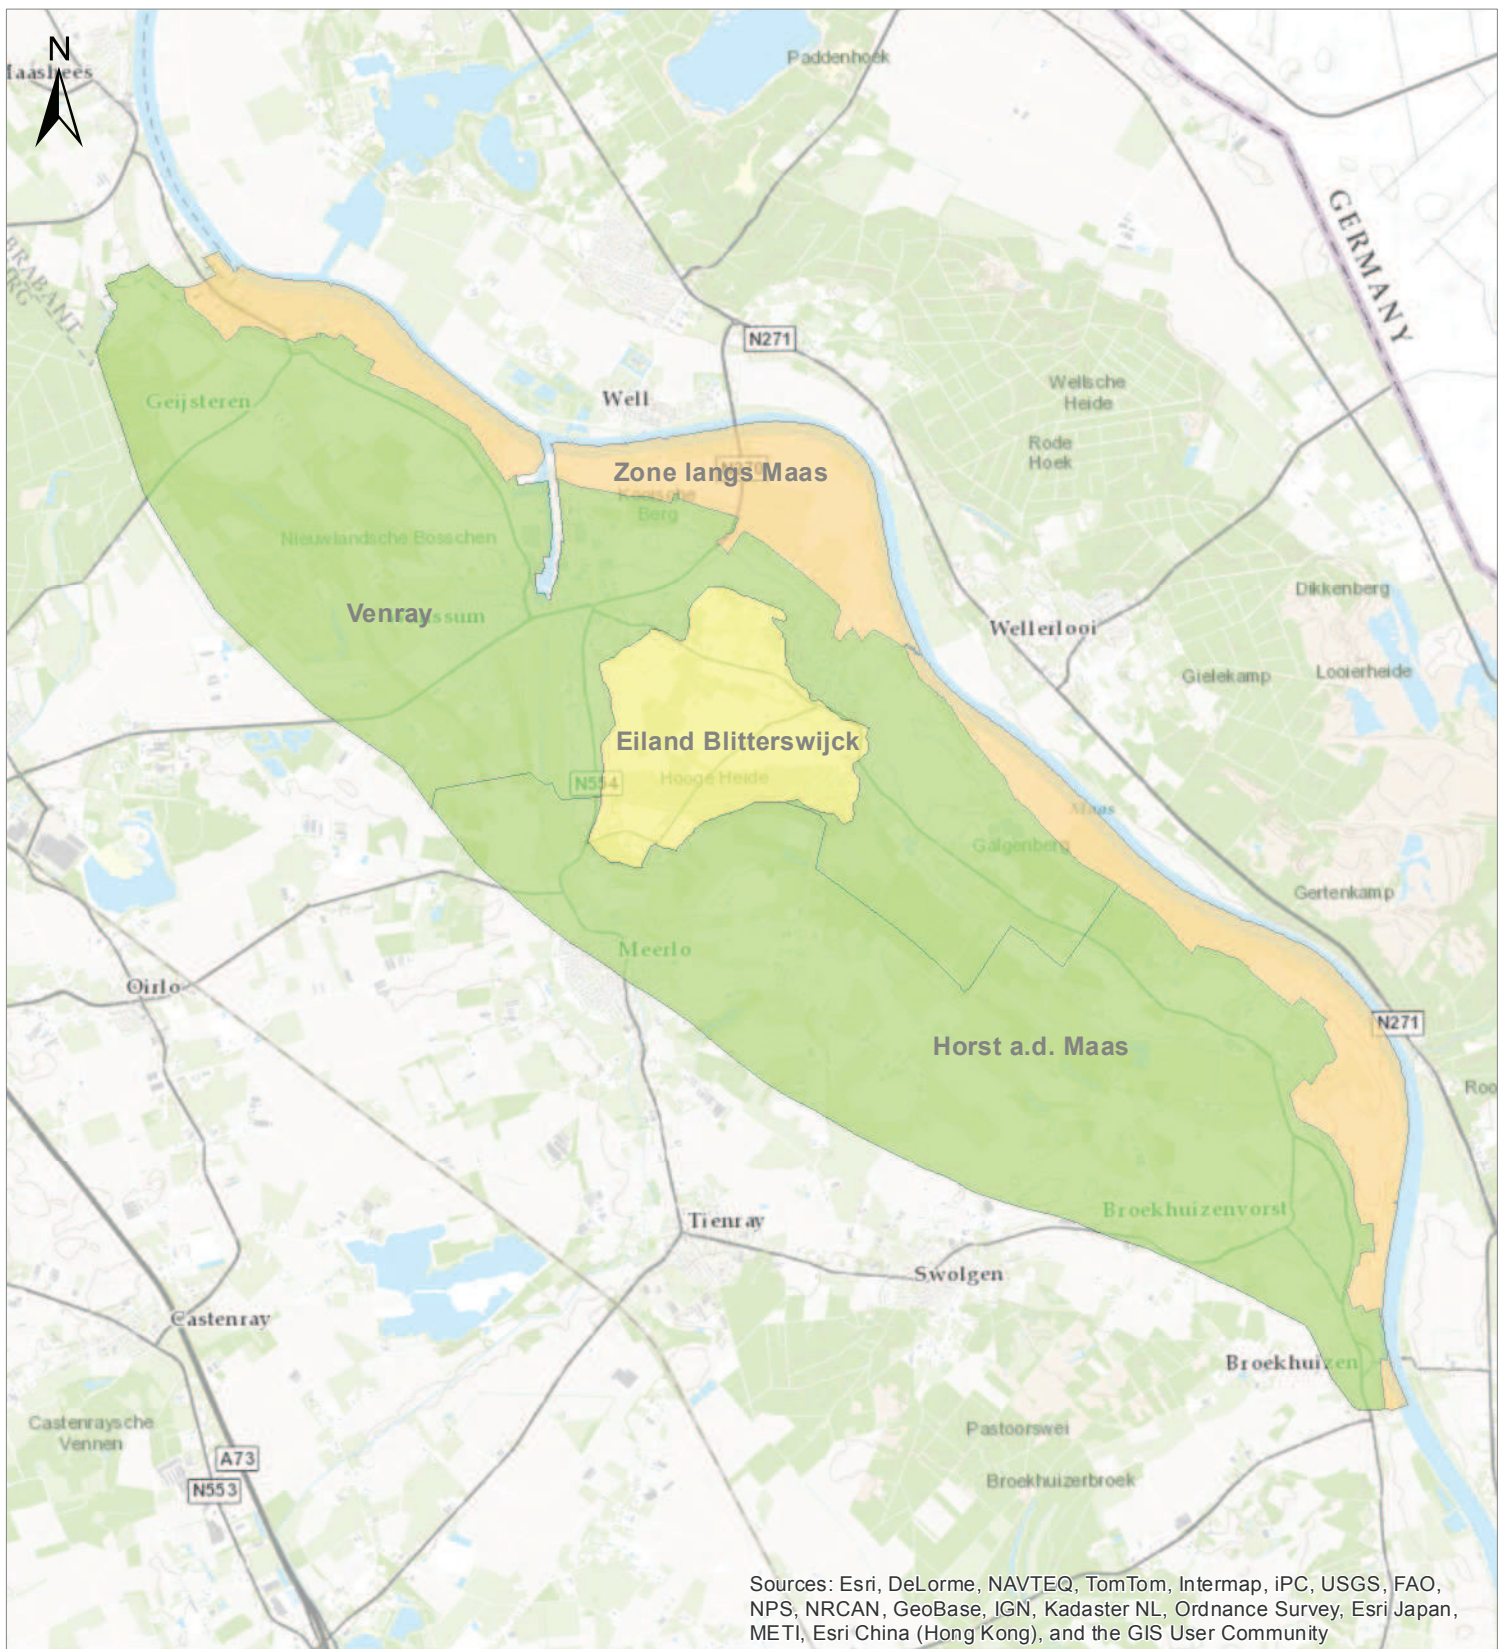 N
Paddenhoek
GERMANY
BRABANT
N271
Geijsteren
Well
Wellsche
Heide
Rode
Hoek
Zone langs Maas
Berg
Nieuwlandsche Bosschen
Venray
Dikkenberg
Wellerlooi
Gielekamp
Looierheide
Eiland Blitterswijck
N554
Hooge Heide
Maas
Galgenberg
Gertenkamp
Meerlo
Oirlo
N271
Horst a.d. Maas
Roo
Broekhuizenvorst
Tienray
Swolgen
Castenray
Broekhuizen
Castenraysche
Vennen
Pastoorswei
A73
N553
Broekhuizerbroek
Sources: Esri, DeLorme, NAVTEQ, TomTom, Intermap, iPC, USGS, FAO,
NPS, NRCAN, GeoBase, IGN, Kadaster NL, Ordnance Survey, Esri Japan,
METI, Esri China (Hong Kong), and the GIS User Community